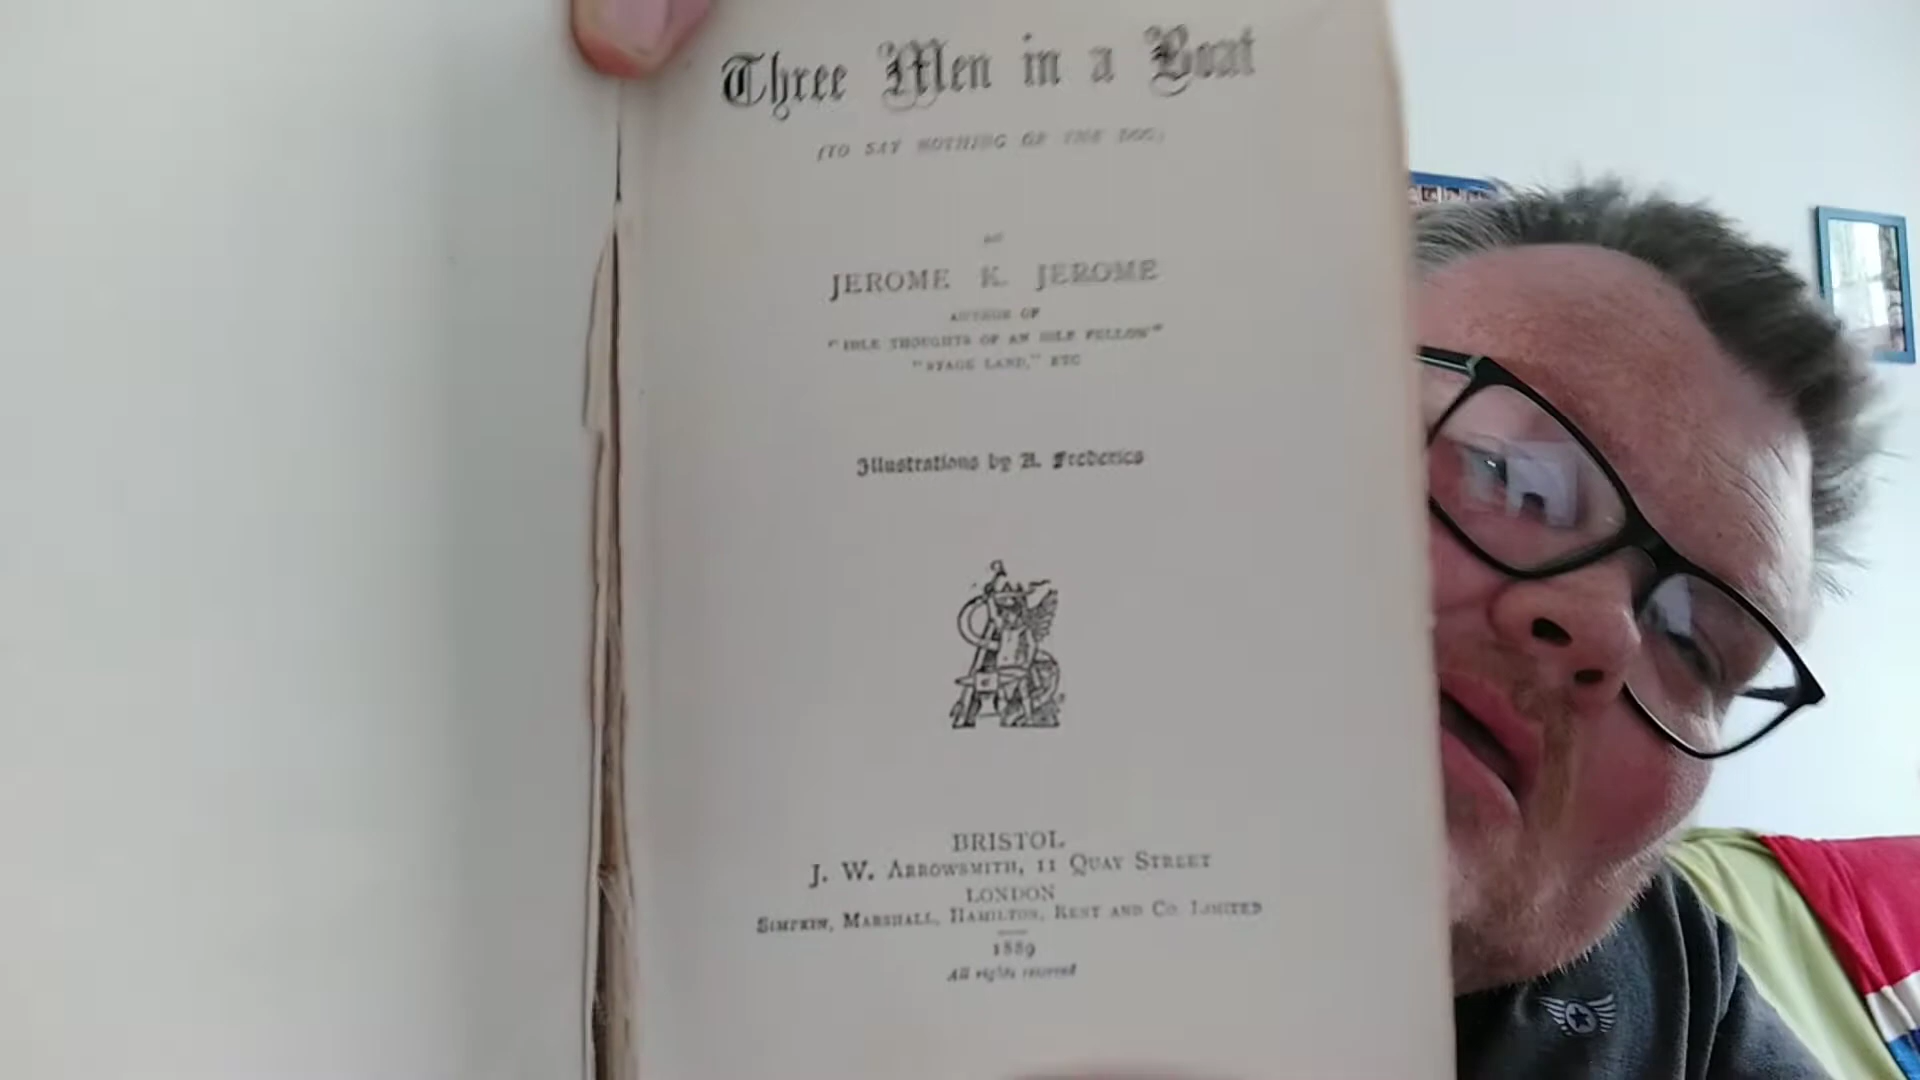 Three Men in a Boat
(TO SAY NOTHING OF THE DOG)
BY
JEROME K. JEROME
AUTHOR OF
"IDLE THOUGHTS OF AN IDLE FELLOW"
"STAGE LAND," ETC
Illustrations by A. Frederics
BRISTOL
J. W. ARROWSMITH, 11 QUAY STREET
LONDON
SIMPKIN, MARSHALL, HAMILTON, KENT AND CO. LIMITED
1889
All rights reserved